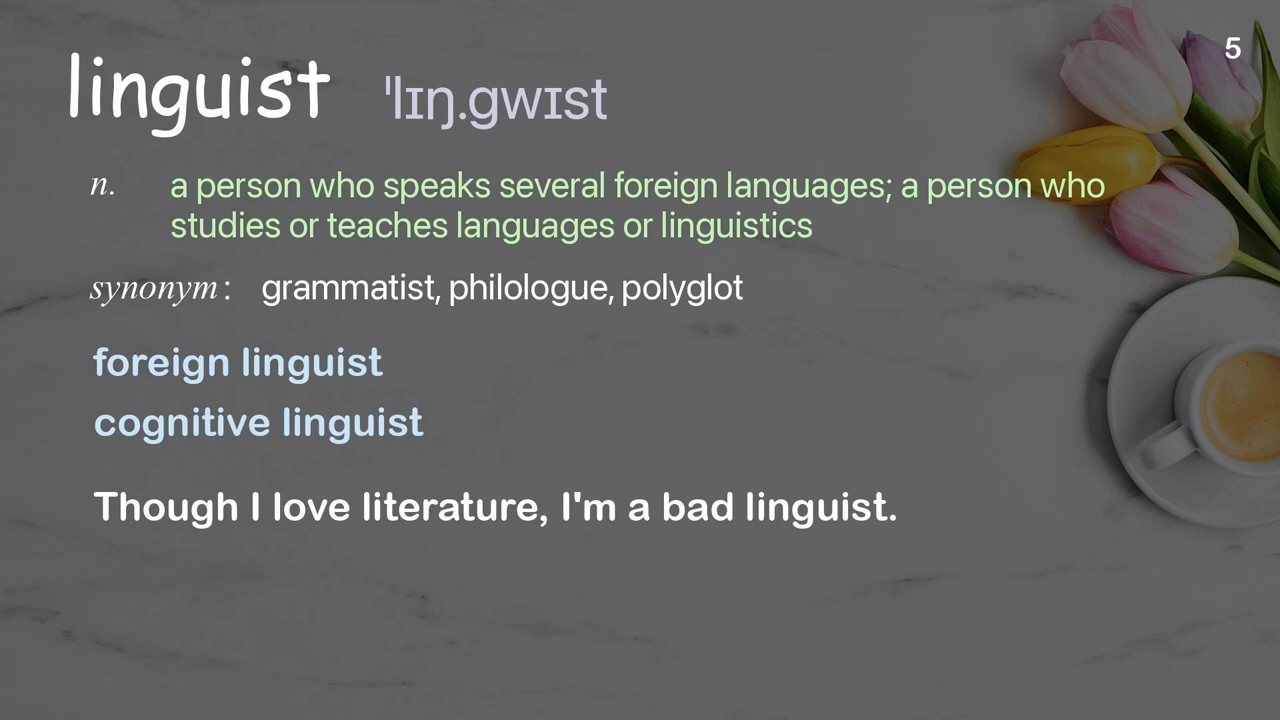 linguist ˈlɪŋ.gwɪst
5
n. a person who speaks several foreign languages; a person who
studies or teaches languages or linguistics
synonym: grammatist, philologue, polyglot
foreign linguist
cognitive linguist
Though I love literature, I'm a bad linguist.